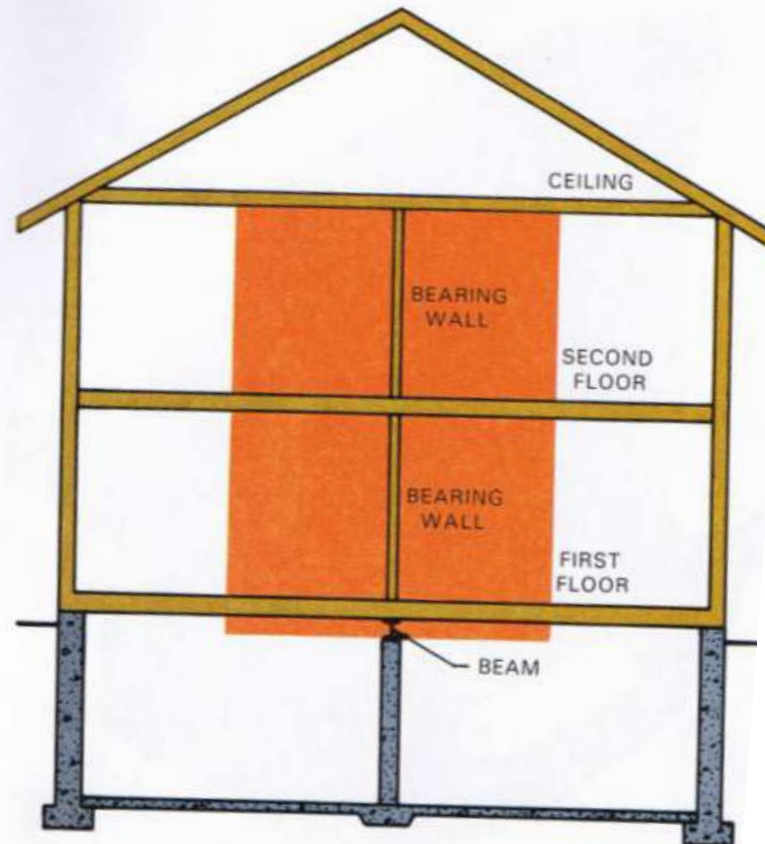 CEILING
BEARING
WALL
SECOND
FLOOR
BEARING
WALL
FIRST
FLOOR
BEAM